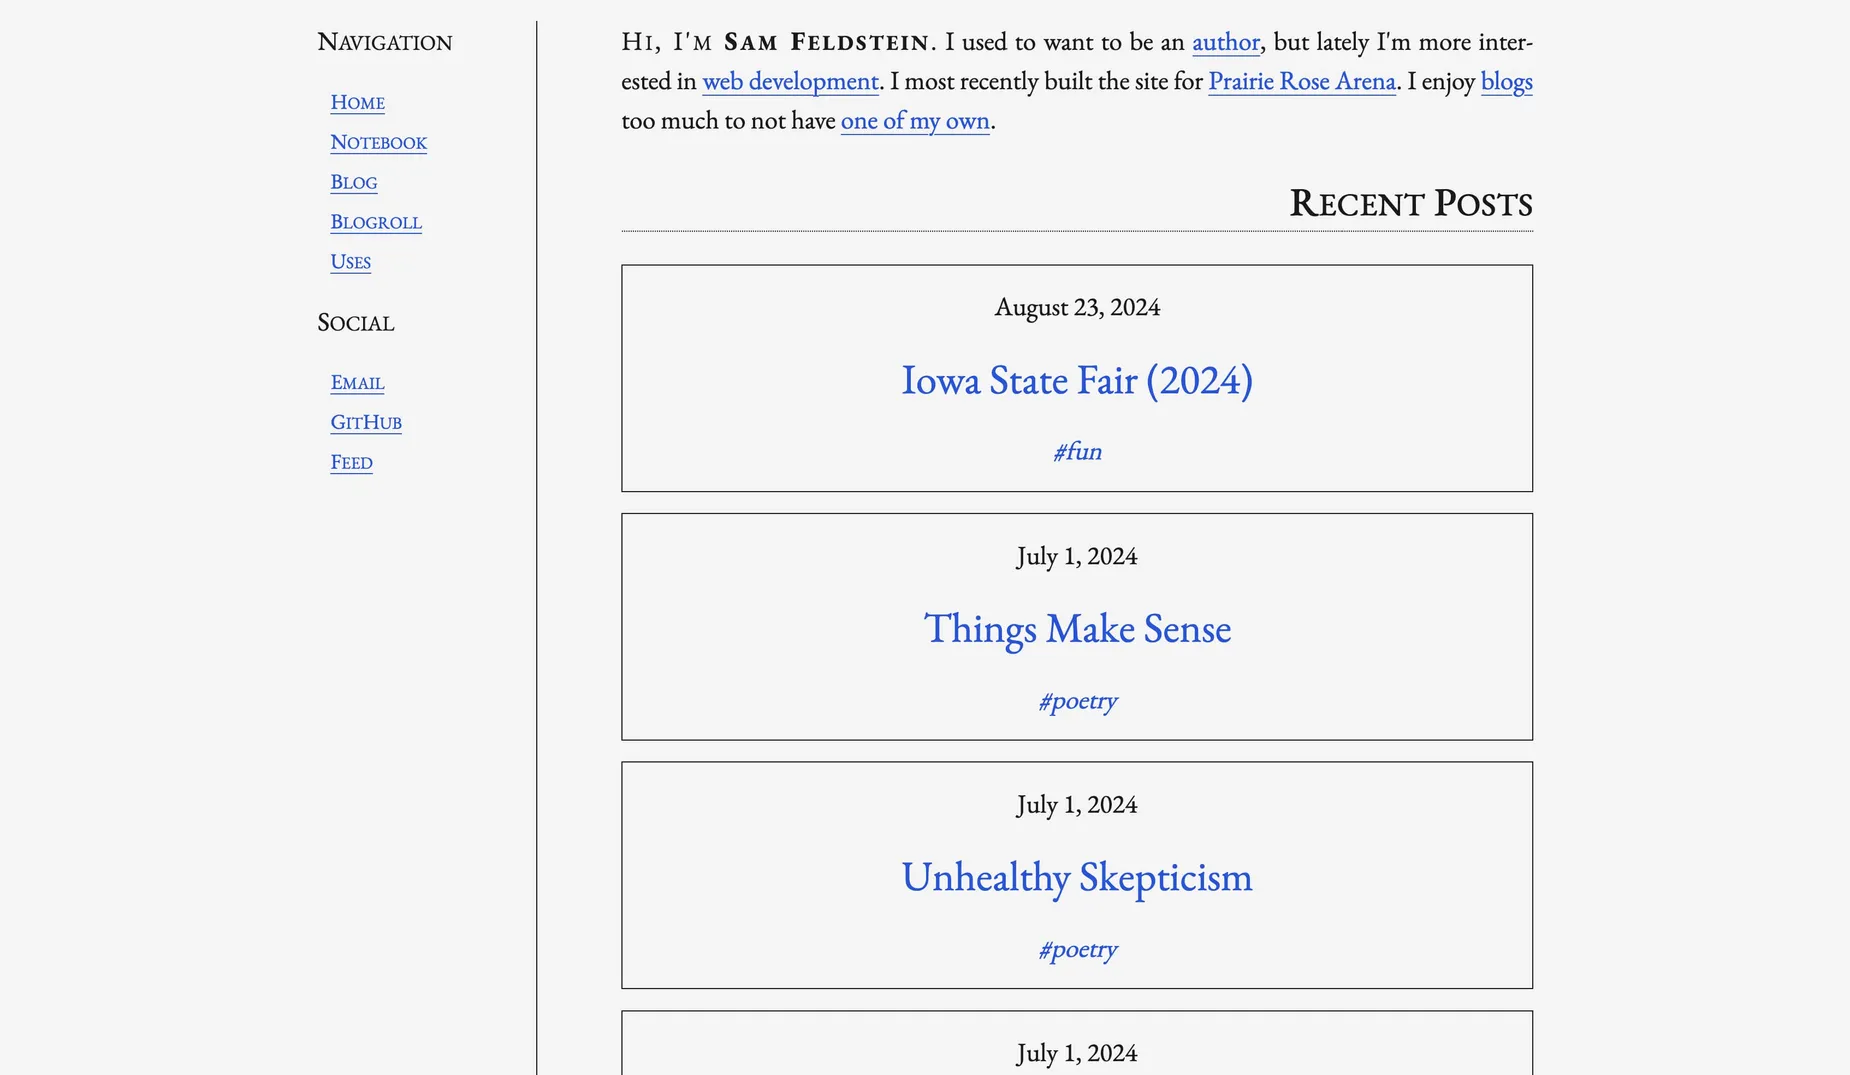 Navigation
Home
Notebook
Blog
Blogroll
Uses
Social
Email
GitHub
Feed
Hi, I'm Sam Feldstein. I used to want to be an author, but lately I'm more inter-
ested in web development. I most recently built the site for Prairie Rose Arena. I enjoy blogs
too much to not have one of my own.
Recent Posts
August 23, 2024
Iowa State Fair (2024)
#fun
July 1, 2024
Things Make Sense
#poetry
July 1, 2024
Unhealthy Skepticism
#poetry
July 1, 2024